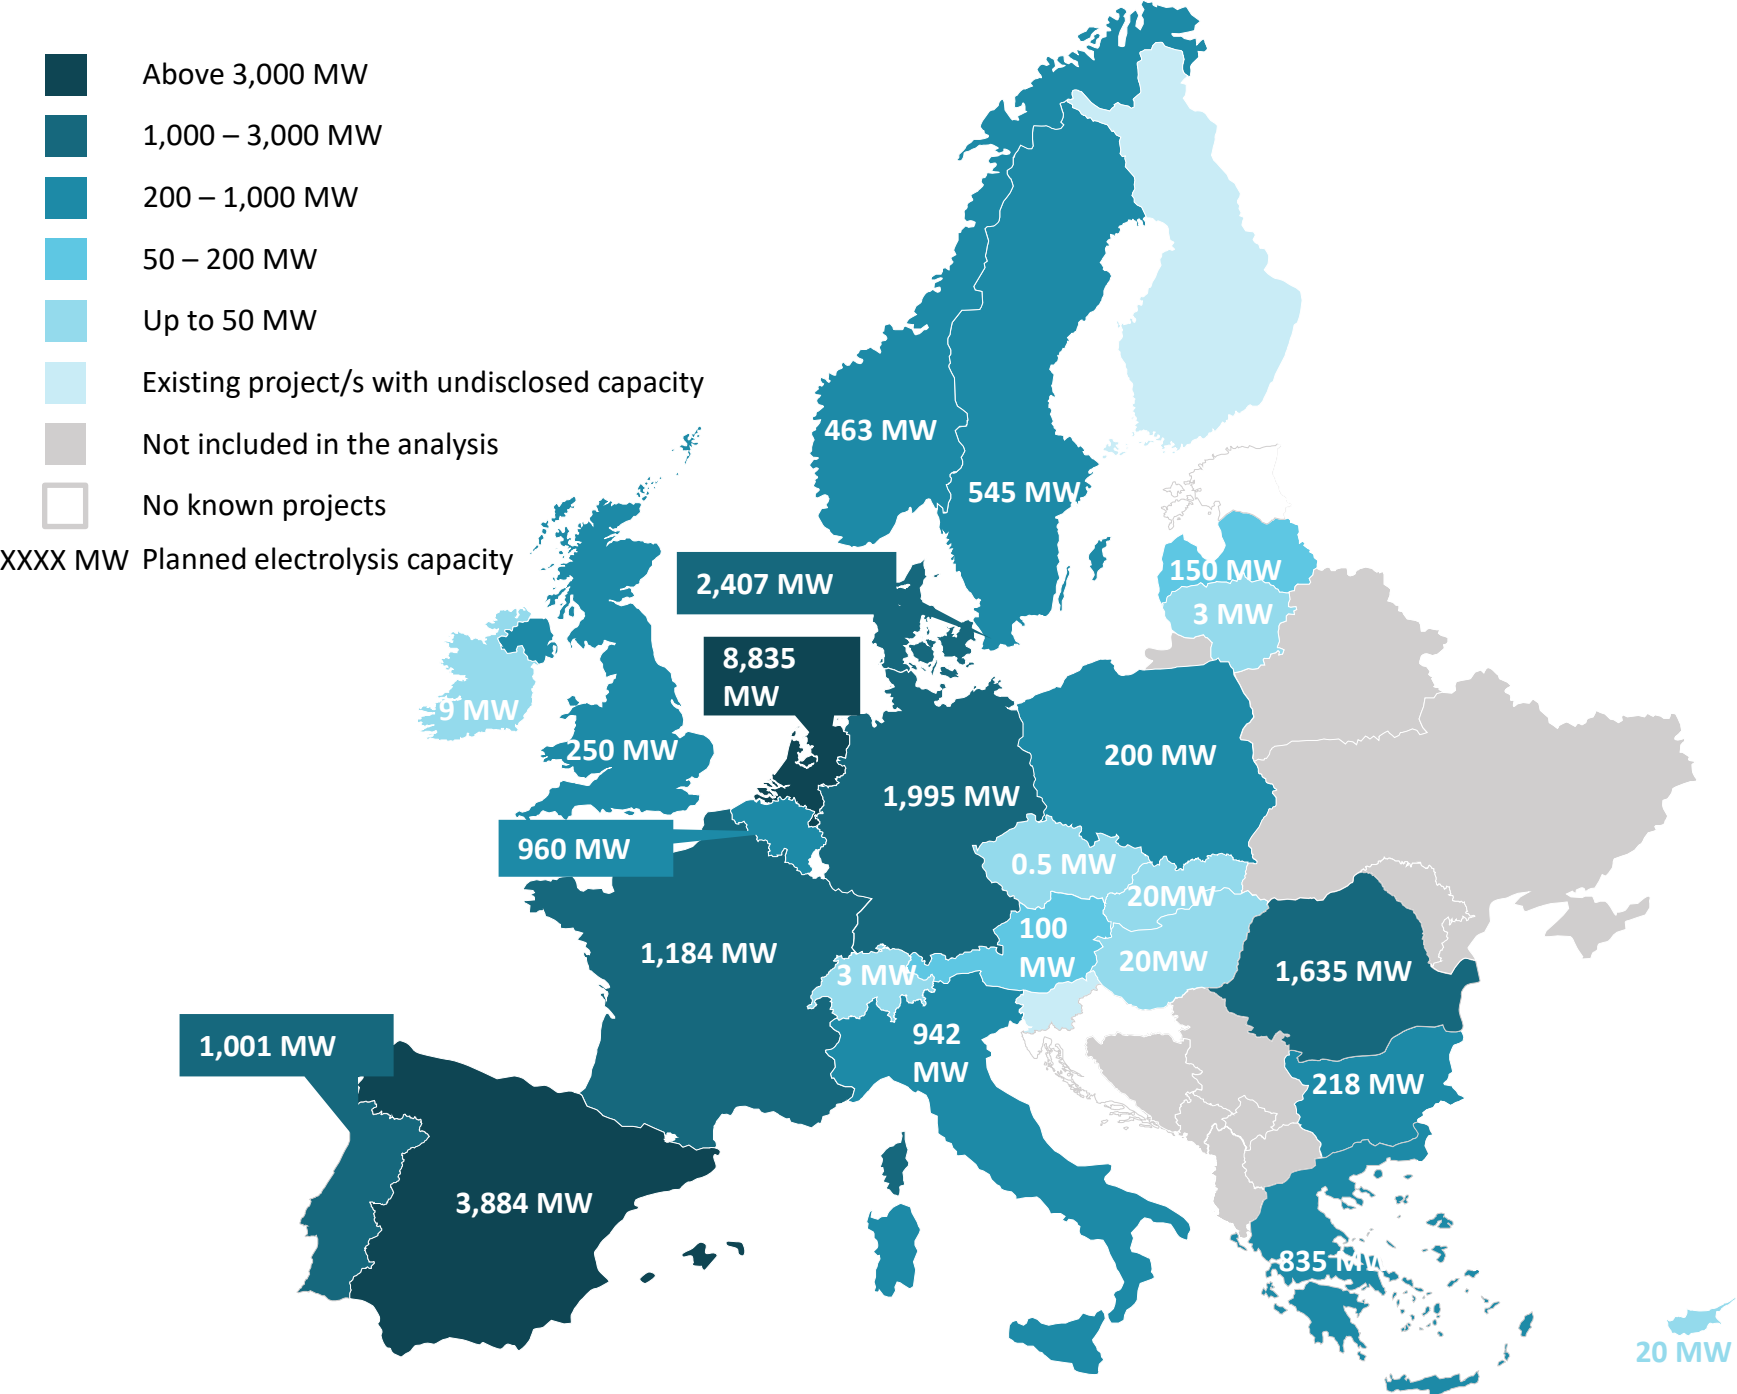 Above 3,000 MW
1,000 – 3,000 MW
200 – 1,000 MW
50 – 200 MW
Up to 50 MW
Existing project/s with undisclosed capacity
Not included in the analysis
No known projects
XXXX MW Planned electrolysis capacity
463 MW
545 MW
2,407 MW
150 MW
3 MW
8,835
MW
9 MW
250 MW
200 MW
1,995 MW
960 MW
0.5 MW
20MW
100
MW
1,184 MW
3 MW
20MW
1,635 MW
942
MW
1,001 MW
218 MW
3,884 MW
835 MW
20 MW